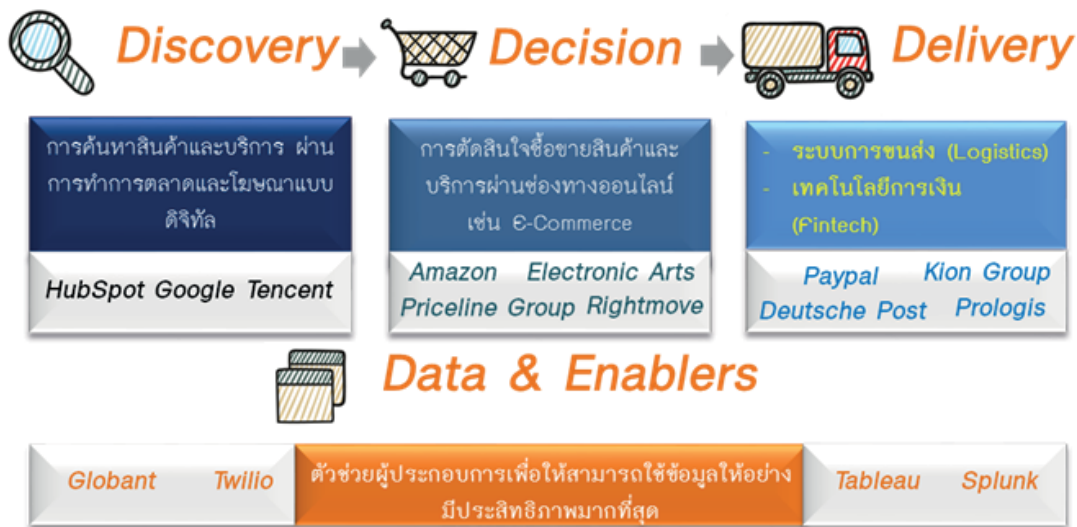 Discovery
Decision
Delivery
การค้นหาสินค้าและบริการ ผ่าน
การทำการตลาดและโฆษณาแบบ
ดิจิทัล
HubSpot Google Tencent
การตัดสินใจซื้อขายสินค้าและ
บริการผ่านช่องทางออนไลน์
เช่น E-Commerce
Amazon Electronic Arts
Priceline Group Rightmove
- ระบบการขนส่ง (Logistics)
- เทคโนโลยีการเงิน
(Fintech)
Paypal Kion Group
Deutsche Post Prologis
Data & Enablers
Globant Twilio
ตัวช่วยผู้ประกอบการเพื่อให้สามารถใช้ข้อมูลให้อย่าง
มีประสิทธิภาพมากที่สุด
Tableau Splunk